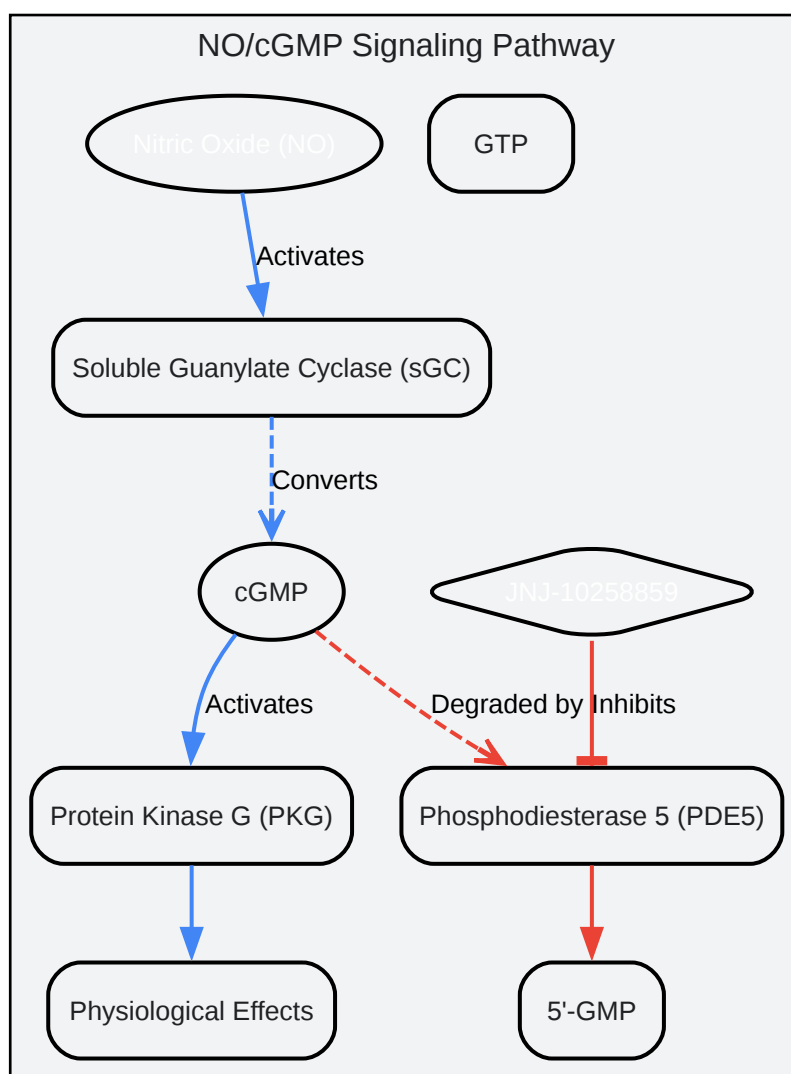 NO/cGMP Signaling Pathway
Nitric Oxide (NO)
GTP
Activates
Soluble Guanylate Cyclase (sGC)
Converts
cGMP
JNJ-10258859
Activates
Degraded by
Inhibits
Protein Kinase G (PKG)
Phosphodiesterase 5 (PDE5)
Physiological Effects
5'-GMP